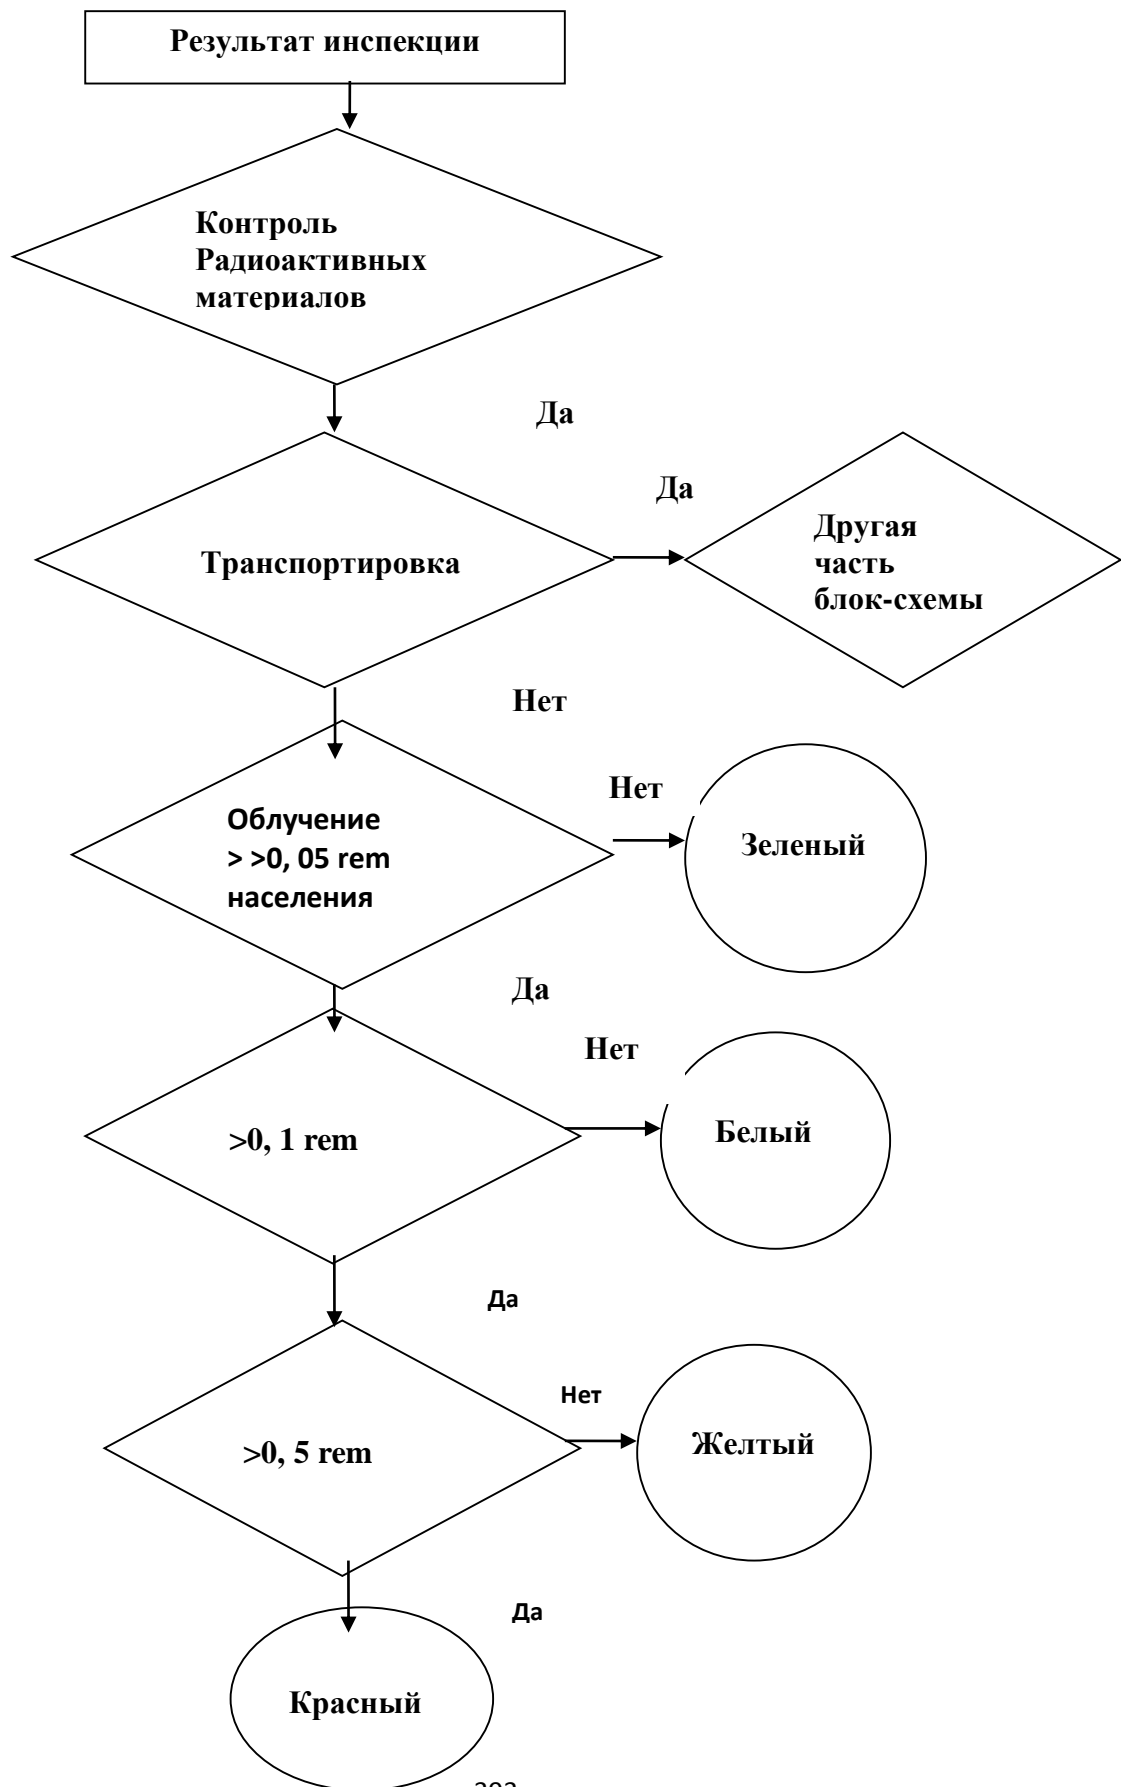 Результат инспекции
Контроль
Радиоактивных
материалов
Да
Да
Транспортировка
Другая
часть
блок-схемы
Нет
Нет
Облучение
> >0, 05 rem
населения
Зеленый
Да
Нет
>0, 1 rem
Белый
Да
Нет
>0, 5 rem
Желтый
Да
Красный